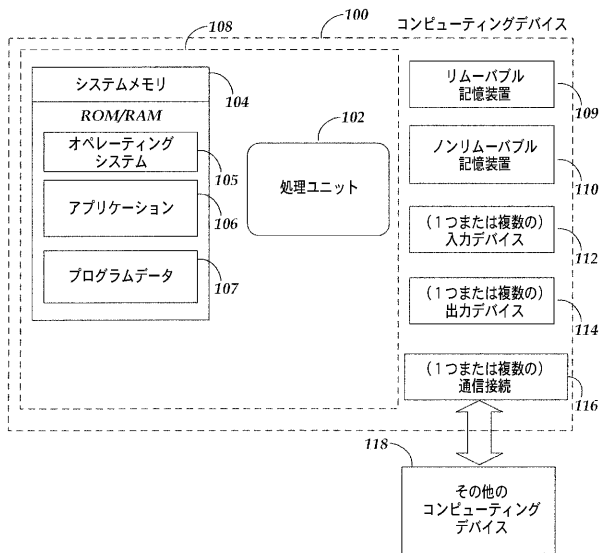 100
コンピューティングデバイス
108
システムメモリ
104
ROM/RAM
オペレーティング
システム
105
アプリケーション
106
プログラムデータ
107
102
処理ユニット
リムーバブル
記憶装置
109
ノンリムーバブル
記憶装置
110
(1つまたは複数の)
入力デバイス
112
(1つまたは複数の)
出力デバイス
114
(1つまたは複数の)
通信接続
116
118
その他の
コンピューティング
デバイス